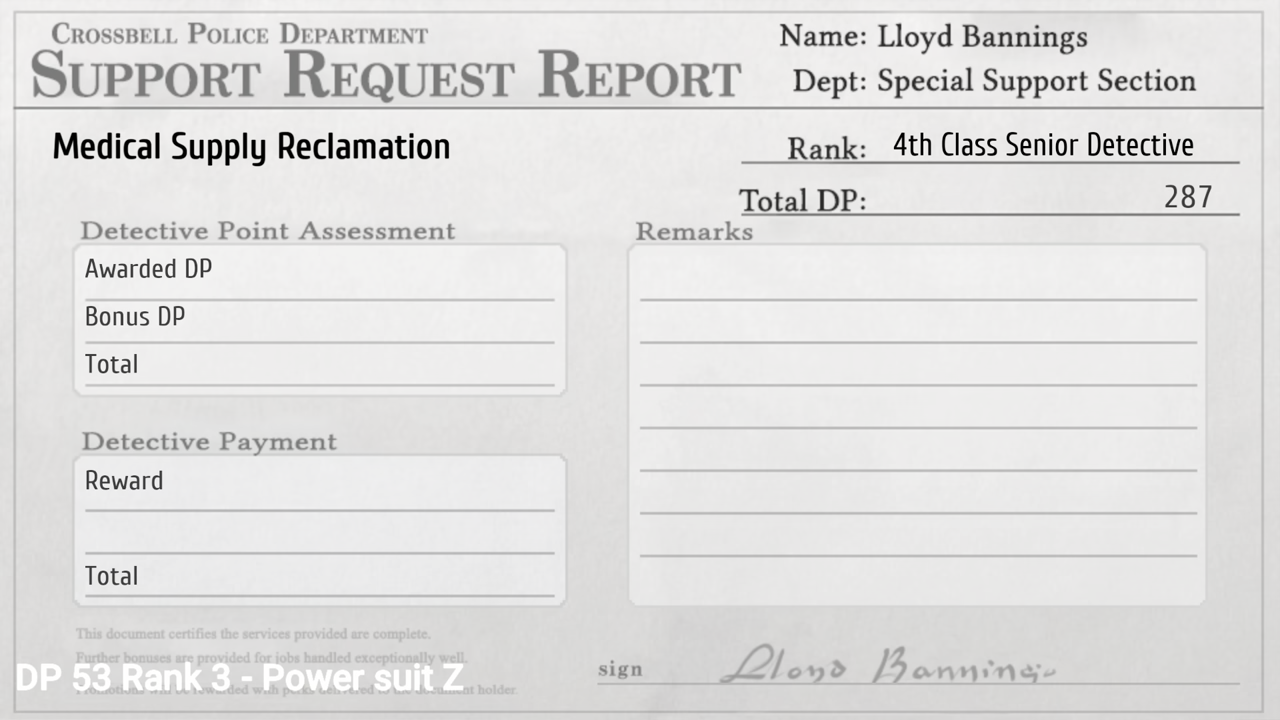 CROSSBELL POLICE DEPARTMENT
SUPPORT REQUEST REPORT
Name: Lloyd Bannings
Dept: Special Support Section
Medical Supply Reclamation
Rank: 4th Class Senior Detective
Total DP: 287
Detective Point Assessment
Awarded DP
Bonus DP
Total
Remarks
Detective Payment
Reward
Total
This document certifies the services provided are complete.
Further bonuses are provided for jobs handled exceptionally well.
DP 53 Rank 3 - Power suit Z
sign Lloyd Bannings